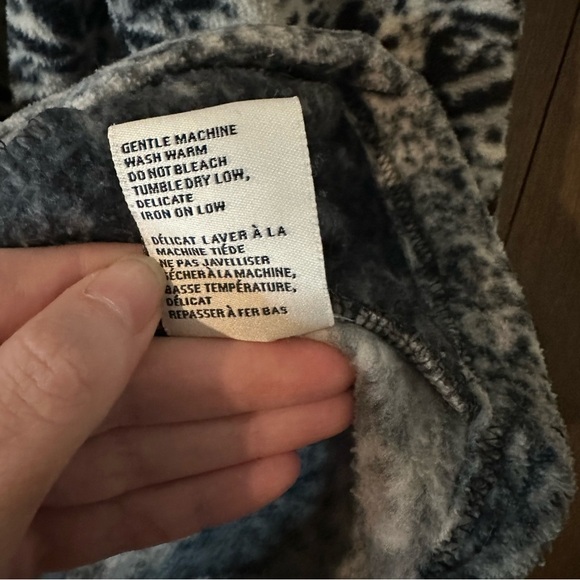 GENTLE MACHINE
WASH WARM
DO NOT BLEACH
TUMBLE DRY LOW,
DELICATE
IRON ON LOW
DÉLICAT LAVER À LA
MACHINE TIÉDE
NE PAS JAVELLISER
SÉCHER À LA MACHINE,
BASSE TEMPÉRATURE,
DÉLICAT
REPASSER À FER BAS